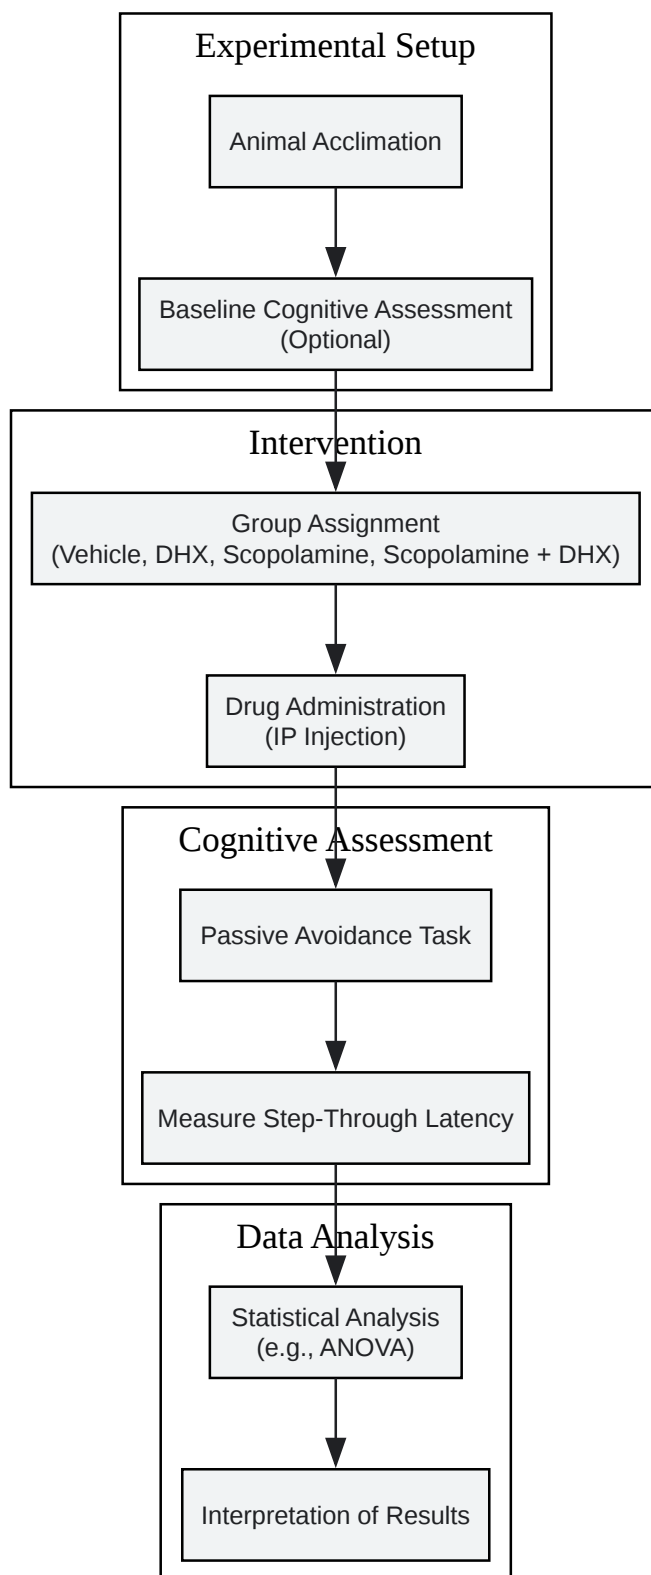 Experimental Setup
Animal Acclimation
Baseline Cognitive Assessment
(Optional)
Intervention
Group Assignment
(Vehicle, DHX, Scopolamine, Scopolamine + DHX)
Drug Administration
(IP Injection)
Cognitive Assessment
Passive Avoidance Task
Measure Step-Through Latency
Data Analysis
Statistical Analysis
(e.g., ANOVA)
Interpretation of Results